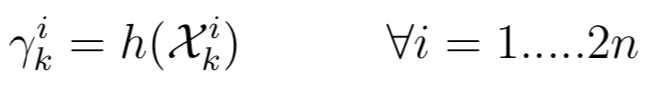 γ_k^i = h(𝒳_k^i) ∀i = 1.....2n